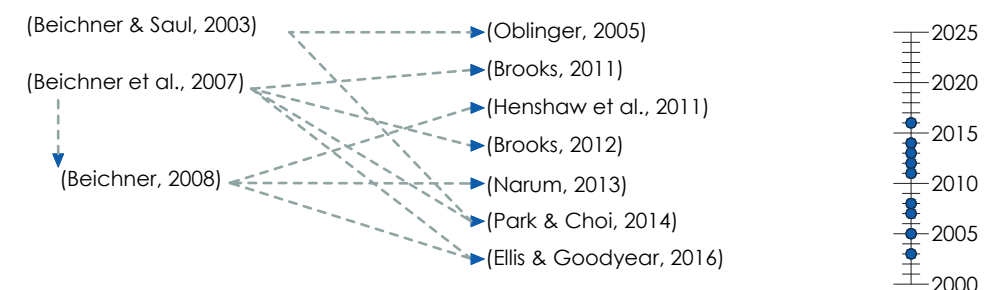 (Beichner & Saul, 2003)
(Beichner et al., 2007)
(Beichner, 2008)
(Oblinger, 2005)
(Brooks, 2011)
(Henshaw et al., 2011)
(Brooks, 2012)
(Narum, 2013)
(Park & Choi, 2014)
(Ellis & Goodyear, 2016)
2025
2020
2015
2010
2005
2000